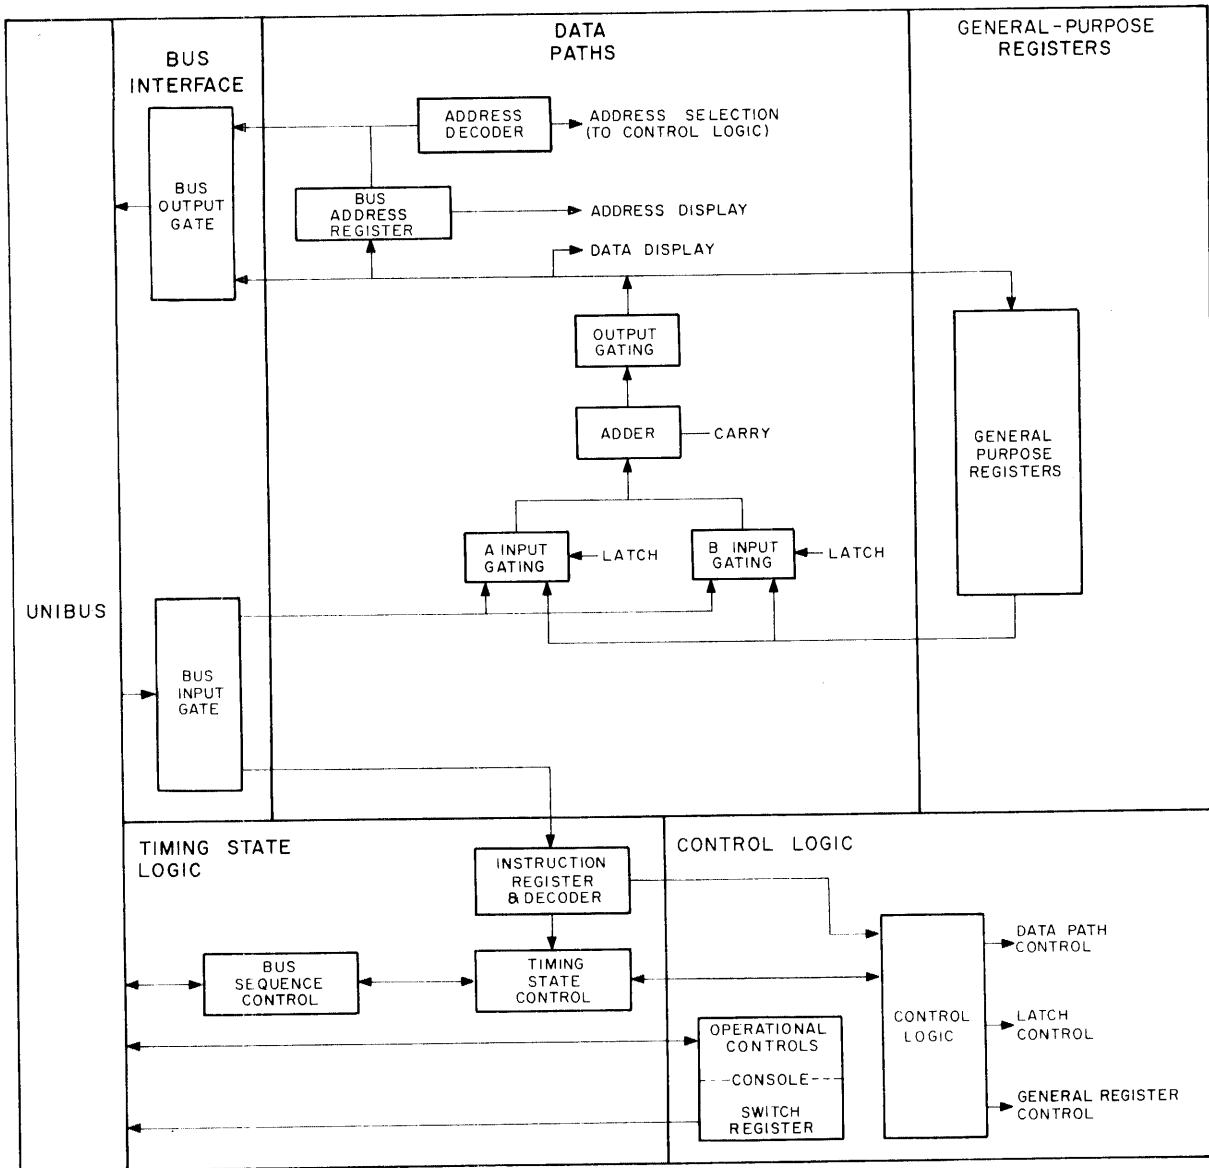 BUS
INTERFACE
DATA
PATHS
GENERAL-PURPOSE
REGISTERS
ADDRESS
DECODER
ADDRESS SELECTION
(TO CONTROL LOGIC)
BUS
OUTPUT
GATE
BUS
ADDRESS
REGISTER
ADDRESS DISPLAY
DATA DISPLAY
OUTPUT
GATING
ADDER
CARRY
GENERAL
PURPOSE
REGISTERS
A INPUT
GATING
LATCH
B INPUT
GATING
LATCH
UNIBUS
BUS
INPUT
GATE
TIMING STATE
LOGIC
CONTROL LOGIC
INSTRUCTION
REGISTER
& DECODER
BUS
SEQUENCE
CONTROL
TIMING
STATE
CONTROL
OPERATIONAL
CONTROLS
CONSOLE
SWITCH
REGISTER
CONTROL
LOGIC
DATA PATH
CONTROL
LATCH
CONTROL
GENERAL REGISTER
CONTROL